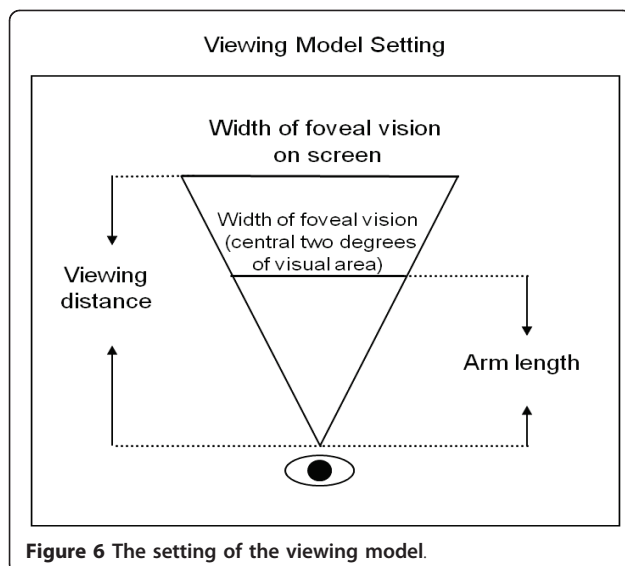 Viewing Model Setting
Width of foveal vision
on screen
Width of foveal vision
(central two degrees
of visual area)
Viewing
distance
Arm length
Figure 6 The setting of the viewing model.